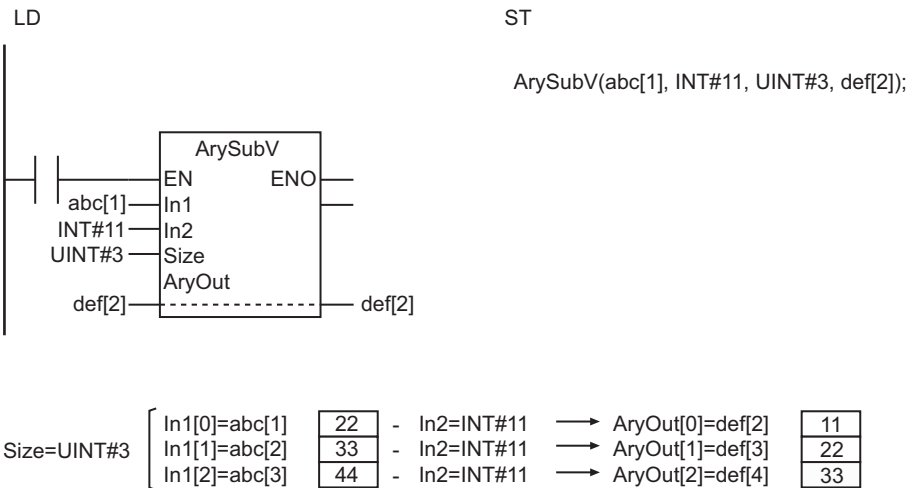 LD
ST
ArySubV(abc[1], INT#11, UINT#3, def[2]);
ArySubV
EN ENO
abc[1] In1
INT#11 In2
UINT#3 Size
AryOut
def[2] def[2]
Size=UINT#3
In1[0]=abc[1] 22 - In2=INT#11 → AryOut[0]=def[2] 11
In1[1]=abc[2] 33 - In2=INT#11 → AryOut[1]=def[3] 22
In1[2]=abc[3] 44 - In2=INT#11 → AryOut[2]=def[4] 33